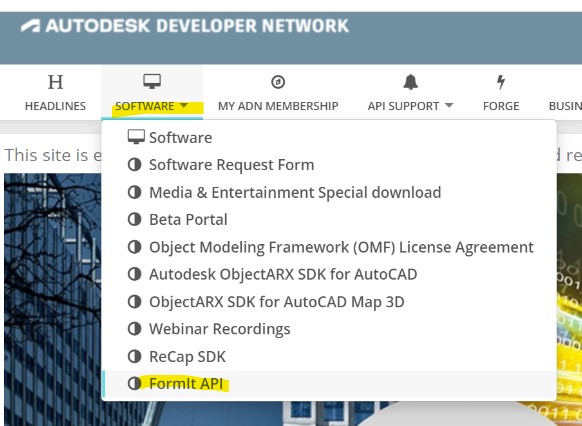 AUTODESK DEVELOPER NETWORK
HEADLINES
SOFTWARE
MY ADN MEMBERSHIP
API SUPPORT
FORGE
BUSIN
This site is e
d re
Software
Software Request Form
Media & Entertainment Special download
Beta Portal
Object Modeling Framework (OMF) License Agreement
Autodesk ObjectARX SDK for AutoCAD
ObjectARX SDK for AutoCAD Map 3D
Webinar Recordings
ReCap SDK
FormIt API